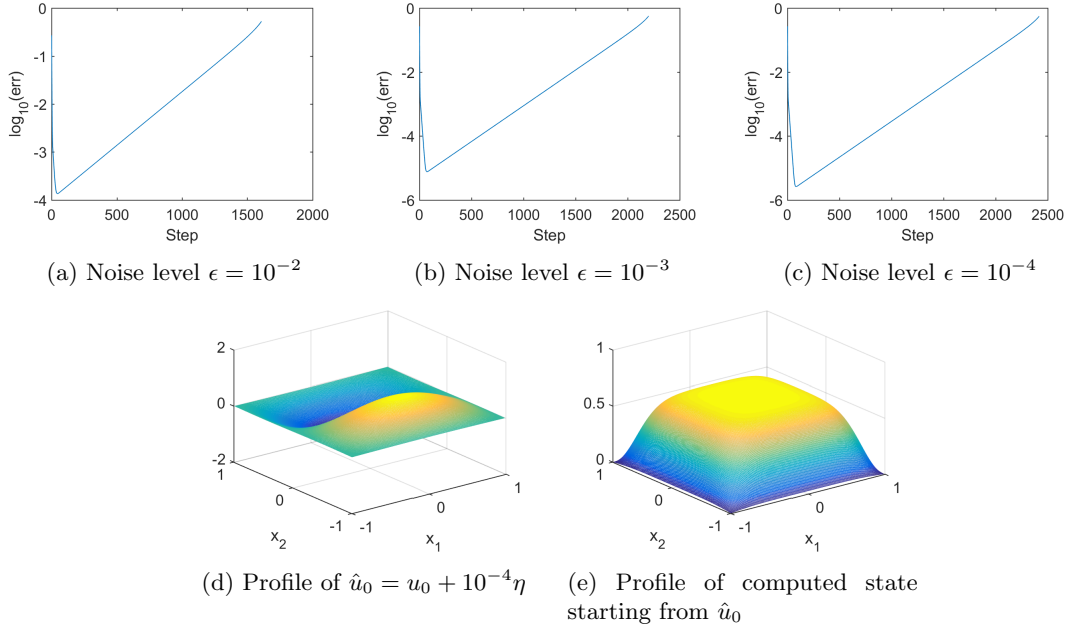 0
-1
-2
-3
-4
log10(err)
0 500 1000 1500 2000
Step
(a) Noise level ϵ = 10⁻²
0
-2
-4
-6
log10(err)
0 500 1000 1500 2000 2500
Step
(b) Noise level ϵ = 10⁻³
0
-2
-4
-6
log10(err)
0 500 1000 1500 2000 2500
Step
(c) Noise level ϵ = 10⁻⁴
2
0
-2
1
0
-1
x₂
-1
0
1
x₁
(d) Profile of û₀ = u₀ + 10⁻⁴η
1
0.5
0
1
0
-1
x₂
-1
0
1
x₁
(e) Profile of computed state
starting from û₀